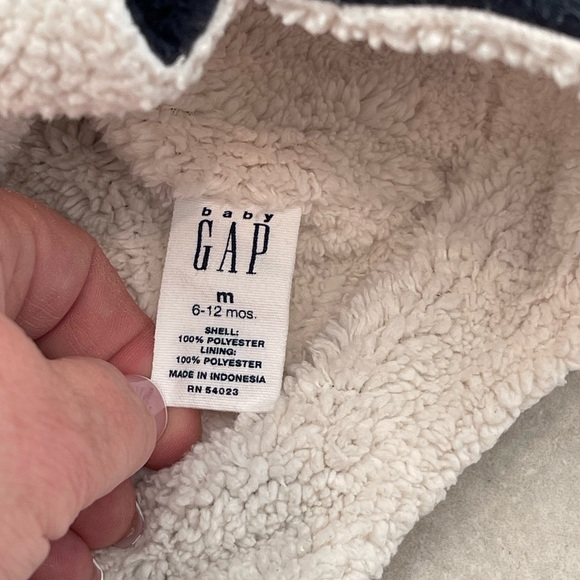 baby
GAP
m
6-12 mos.
SHELL:
100% POLYESTER
LINING:
100% POLYESTER
MADE IN INDONESIA
RN 54023